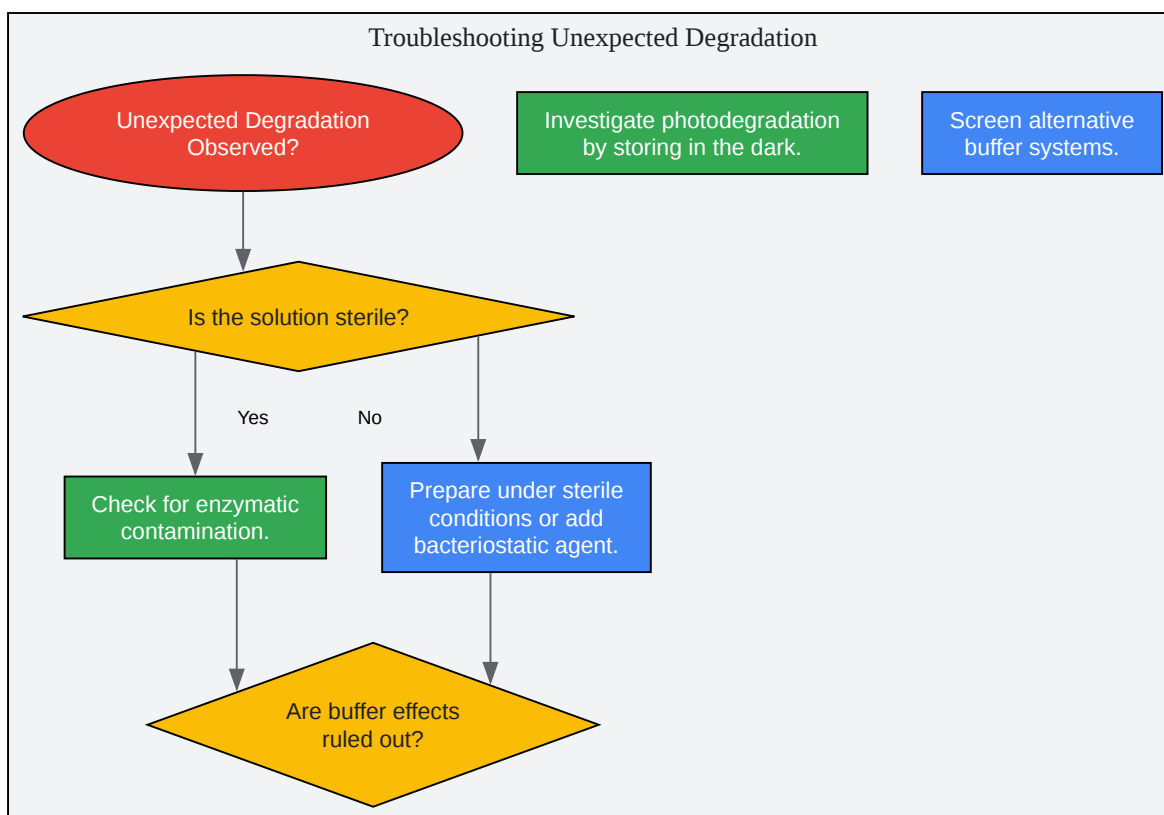 Troubleshooting Unexpected Degradation
Unexpected Degradation
Observed?
Investigate photodegradation
by storing in the dark.
Screen alternative
buffer systems.
Is the solution sterile?
Yes
No
Check for enzymatic
contamination.
Prepare under sterile
conditions or add
bacteriostatic agent.
Are buffer effects
ruled out?